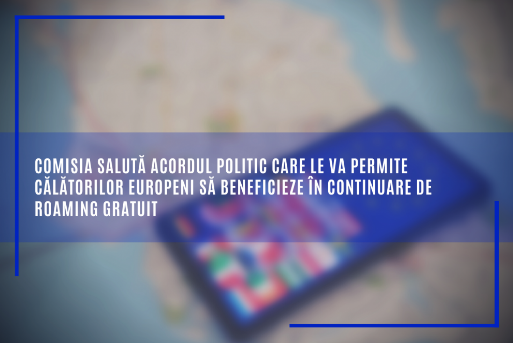 COMISIA SALUTĂ ACORDUL POLITIC CARE LE VA PERMITE
CĂLĂTORILOR EUROPENI SĂ BENEFICIEZE ÎN CONTINUARE DE
ROAMING GRATUIT